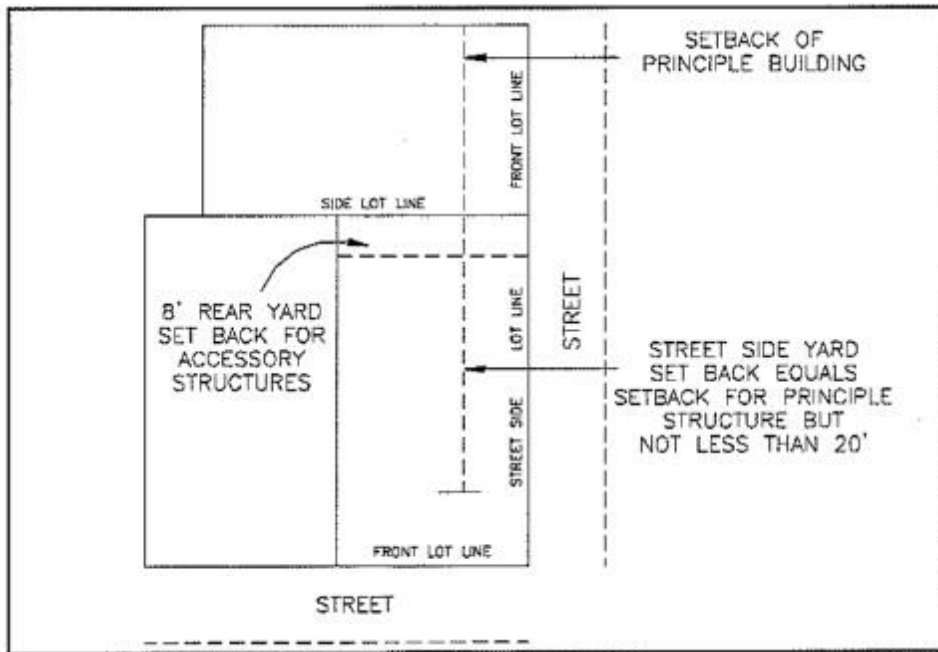 SETBACK OF
PRINCIPLE BUILDING
FRONT LOT LINE
SIDE LOT LINE
8' REAR YARD
SET BACK FOR
ACCESSORY
STRUCTURES
LOT LINE
STREET SIDE
STREET
STREET SIDE YARD
SET BACK EQUALS
SETBACK FOR PRINCIPLE
STRUCTURE BUT
NOT LESS THAN 20'
FRONT LOT LINE
STREET